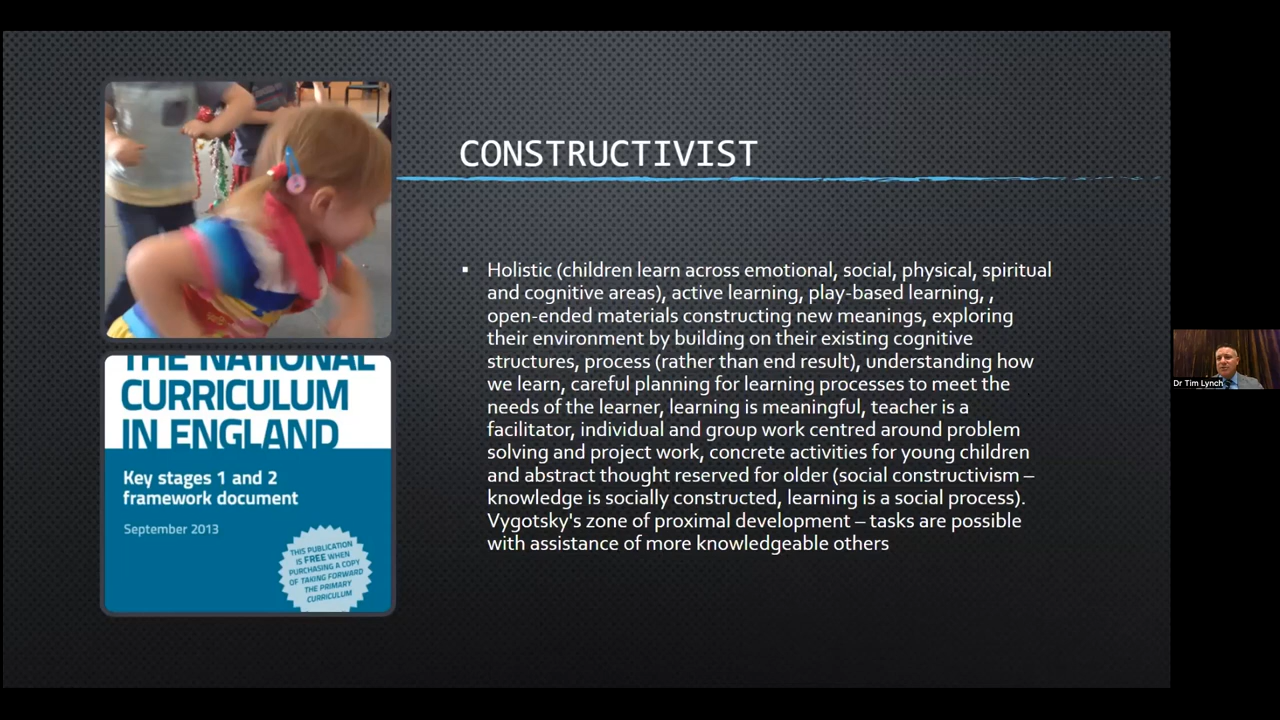 CONSTRUCTIVIST
▪ Holistic (children learn across emotional, social, physical, spiritual
and cognitive areas), active learning, play-based learning, ,
open-ended materials constructing new meanings, exploring
their environment by building on their existing cognitive
structures, process (rather than end result), understanding how
we learn, careful planning for learning processes to meet the
needs of the learner, learning is meaningful, teacher is a
facilitator, individual and group work centred around problem
solving and project work, concrete activities for young children
and abstract thought reserved for older (social constructivism –
knowledge is socially constructed, learning is a social process).
Vygotsky's zone of proximal development – tasks are possible
with assistance of more knowledgeable others
THE NATIONAL
CURRICULUM
IN ENGLAND
Key stages 1 and 2
framework document
September 2013
THIS PUBLICATION
IS FREE WHEN
PURCHASING A COPY
OF TAKING FORWARD
THE PRIMARY
CURRICULUM
Dr Tim Lynch